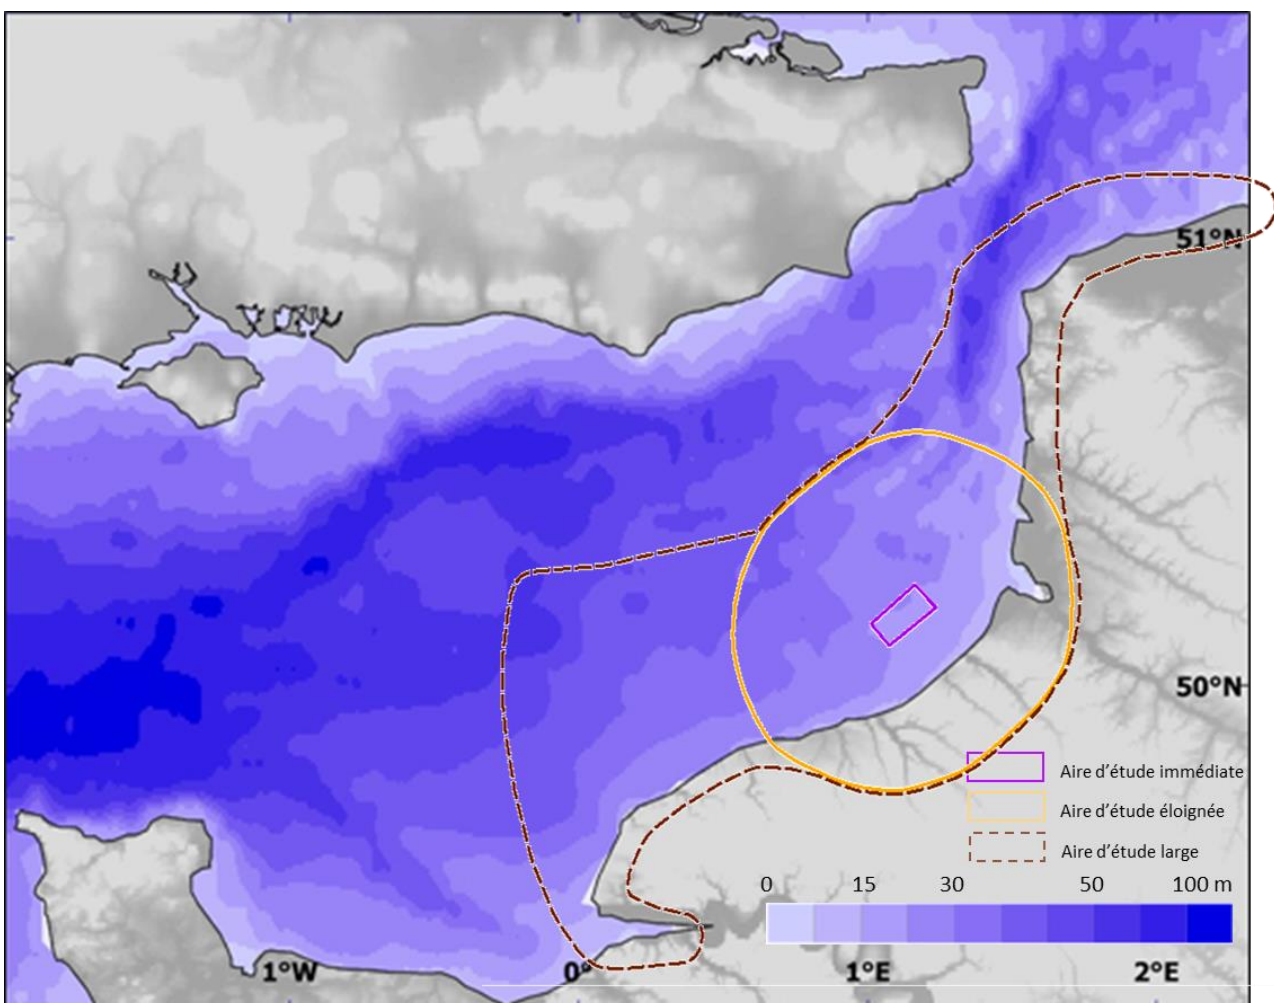 51°N
50°N
Aire d'étude immédiate
Aire d'étude éloignée
Aire d'étude large
0 15 30 50 100 m
1°W 0° 1°E 2°E